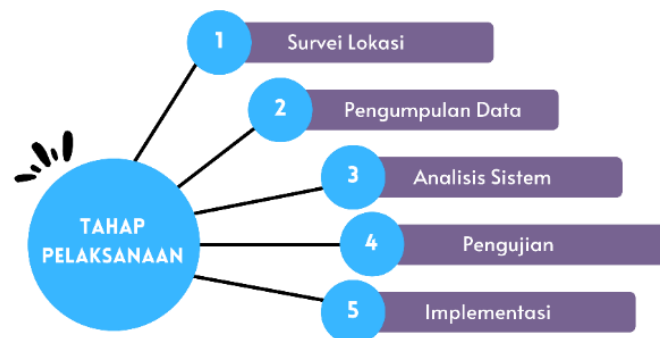 1
Survei Lokasi
2
Pengumpulan Data
3
Analisis Sistem
TAHAP
PELAKSANAAN
4
Pengujian
5
Implementasi